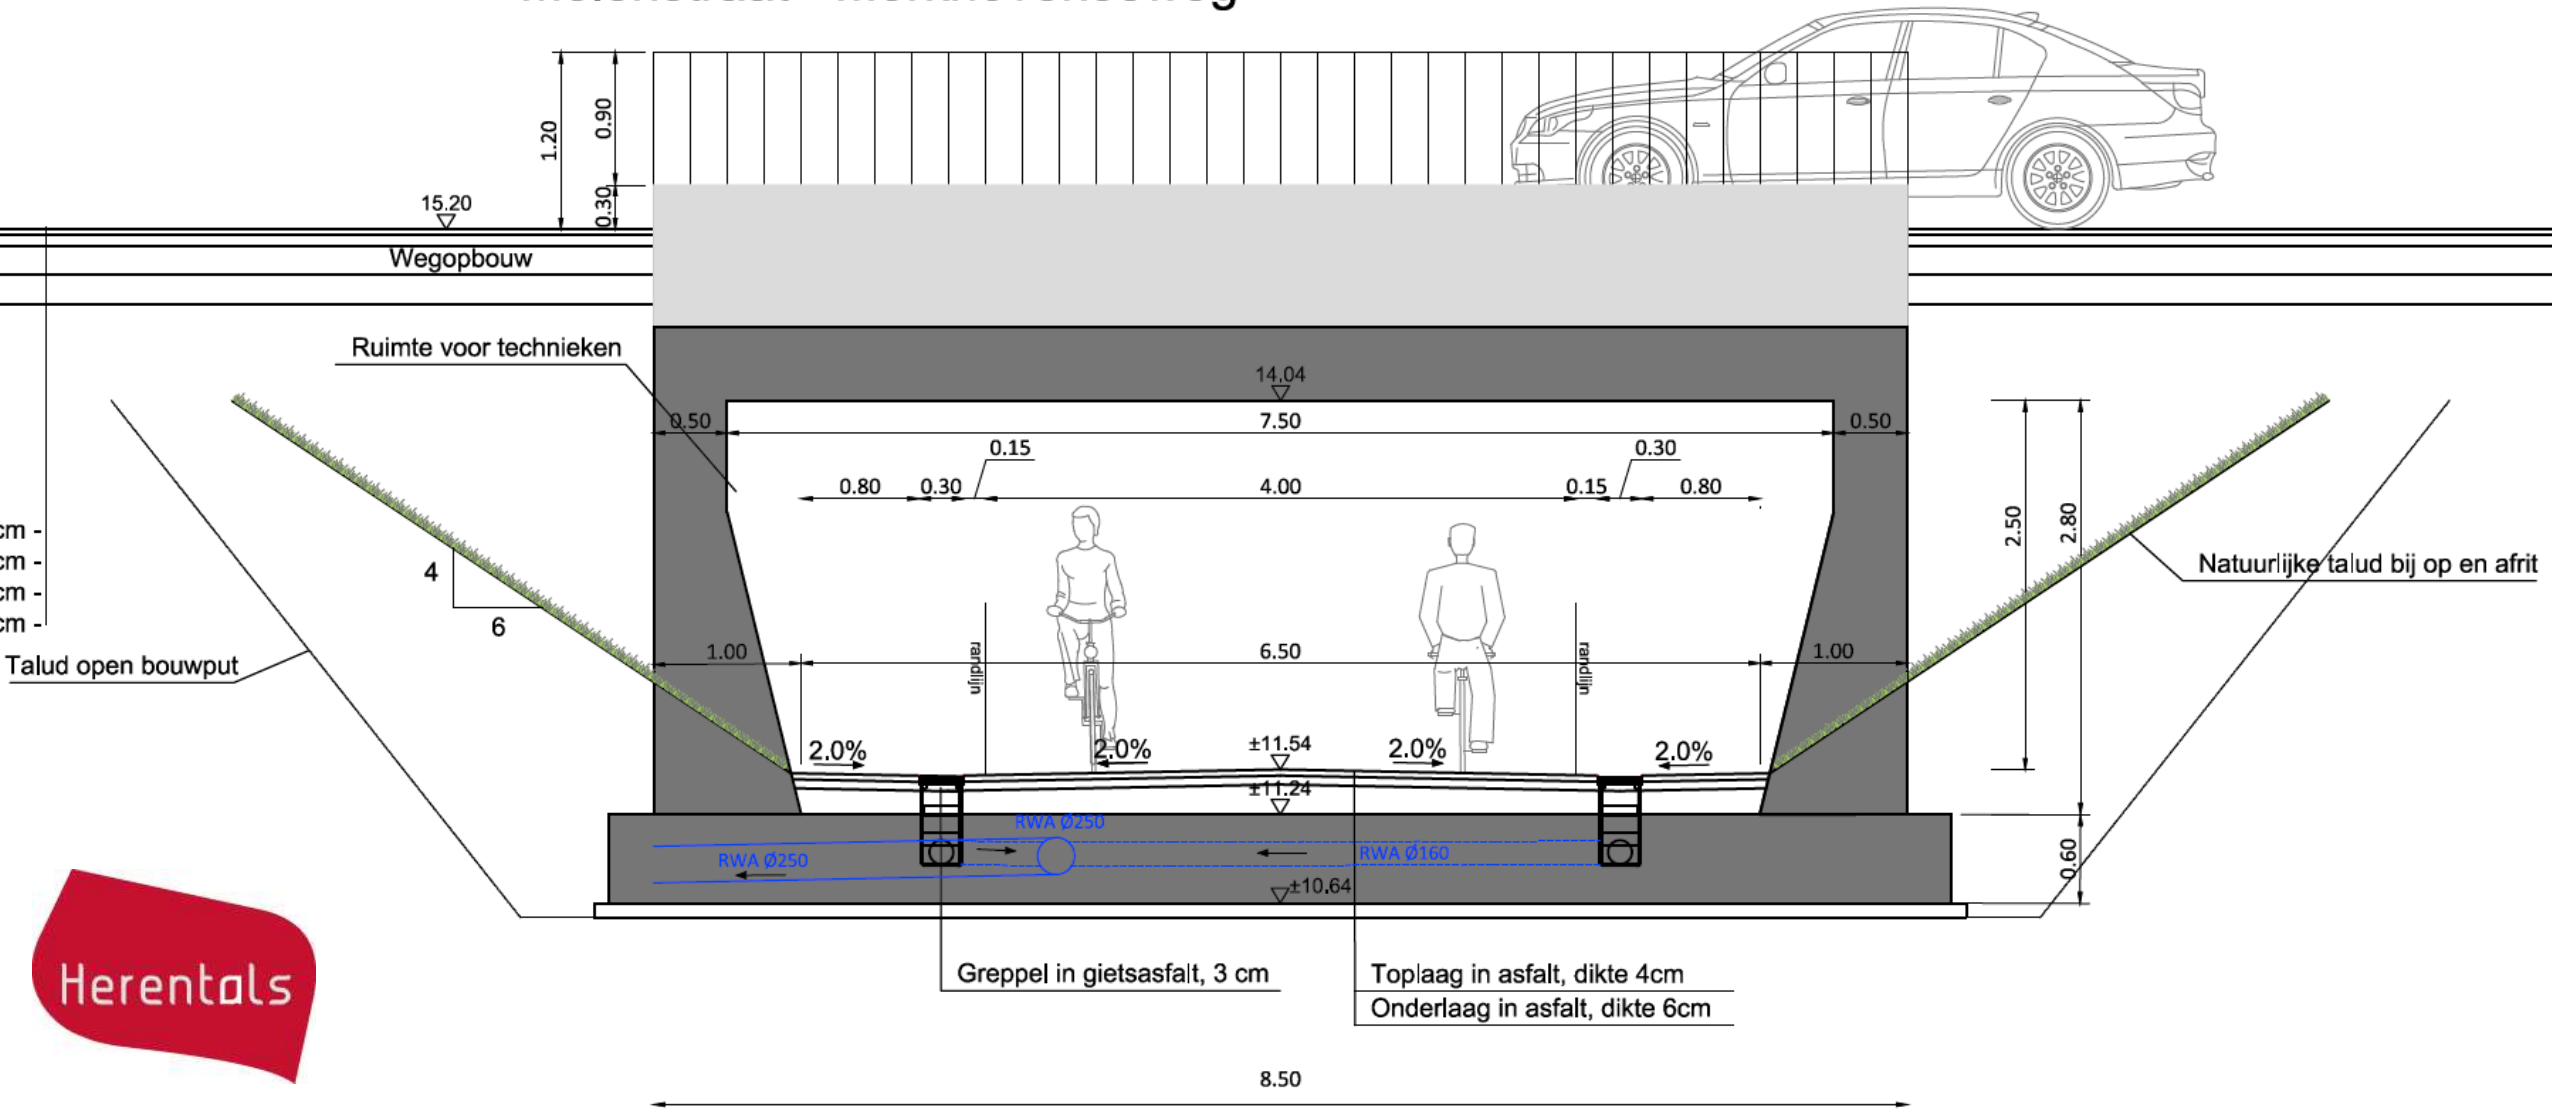 1.20
0.90
0.30
15.20
Wegopbouw
Ruimte voor technieken
14.04
0.50
7.50
0.50
0.15
0.30
0.80
0.30
4.00
0.15
0.80
2.50
2.80
cm -
cm -
cm -
cm -
4
6
Natuurlijke talud bij op en afrit
Talud open bouwput
1.00
randlijn
6.50
randlijn
1.00
2.0%
2.0%
±11.54
2.0%
2.0%
±11.24
RWA Ø250
RWA Ø250
RWA Ø160
0.60
±10.64
Herentals
Greppel in gietsasfalt, 3 cm
Toplaag in asfalt, dikte 4cm
Onderlaag in asfalt, dikte 6cm
8.50